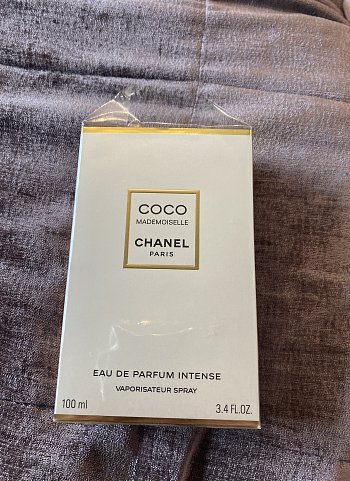 COCO
MADEMOISELLE
CHANEL
PARIS
EAU DE PARFUM INTENSE
VAPORISATEUR SPRAY
100 ml 3.4 FL.OZ.